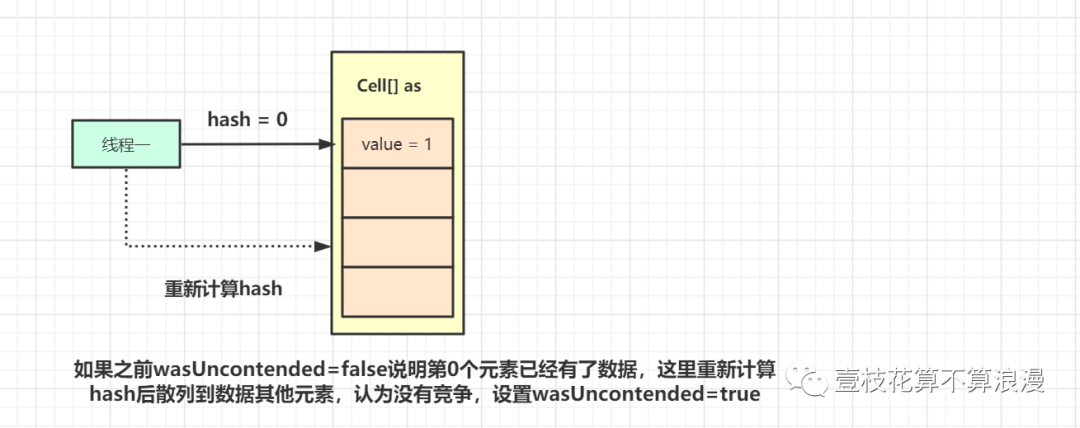 Cell[] as
hash = 0
线程一
value = 1
重新计算hash
如果之前wasUncontended=false说明第0个元素已经有了数据，这里重新计算
hash后散列到数据其他元素，认为没有竞争，设置wasUncontended=true
壹枝花算不算浪漫